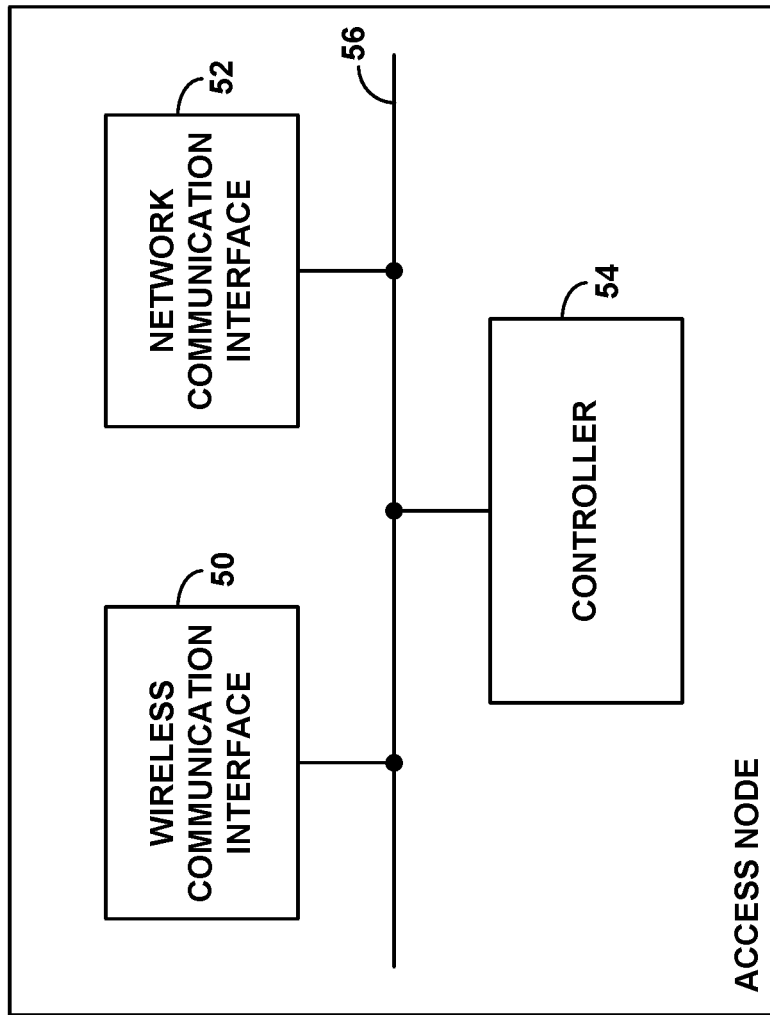 50
WIRELESS
COMMUNICATION
INTERFACE
52
NETWORK
COMMUNICATION
INTERFACE
56
54
CONTROLLER
ACCESS NODE